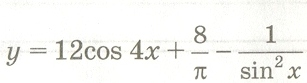 y = 12cos 4x + 8/π − 1/sin² x